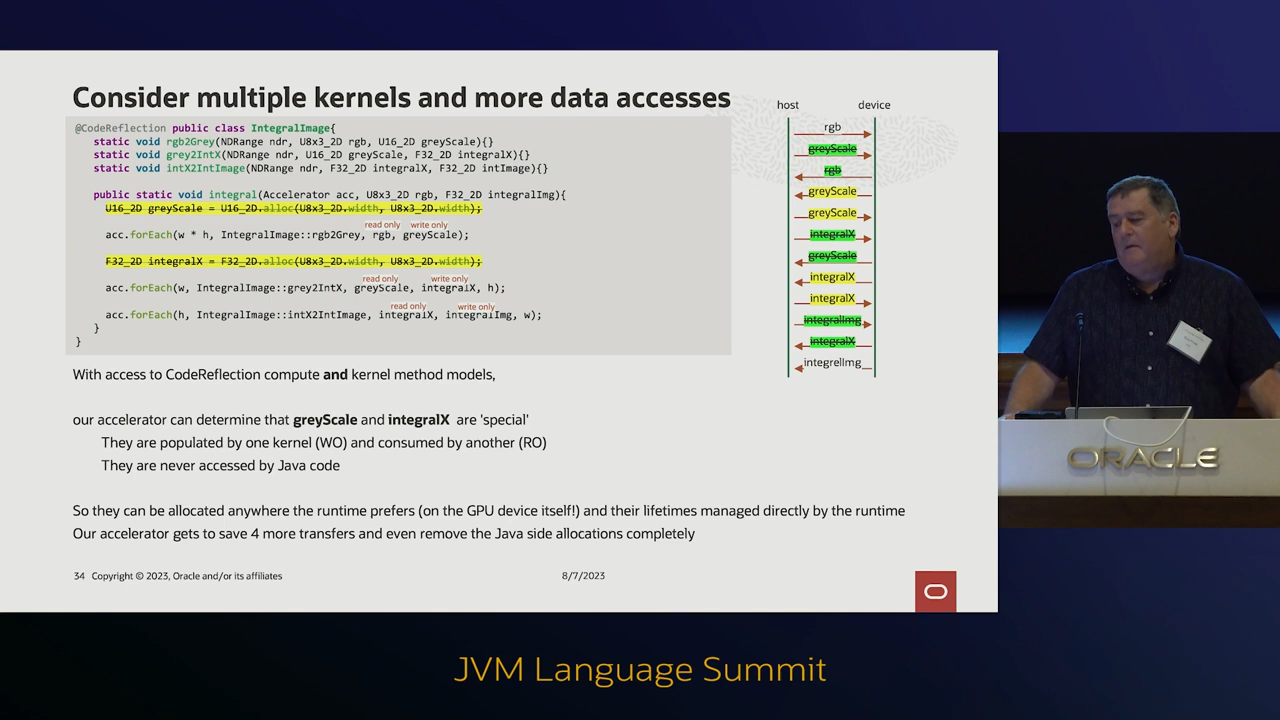 Consider multiple kernels and more data accesses
@CodeReflection public class IntegralImage{
static void rgb2Grey(NDRange ndr, U8x3_2D rgb, U16_2D greyScale){}
static void grey2IntX(NDRange ndr, U16_2D greyScale, F32_2D integralX){}
static void intX2IntImage(NDRange ndr, F32_2D integralX, F32_2D intImage){}
public static void integral(Accelerator acc, U8x3_2D rgb, F32_2D integralImg){
U16_2D greyScale = U16_2D.alloc(U8x3_2D.width, U8x3_2D.width);
read only write only
acc.forEach(w * h, IntegralImage::rgb2Grey, rgb, greyScale);
F32_2D integralX = F32_2D.alloc(U8x3_2D.width, U8x3_2D.width);
read only write only
acc.forEach(w, IntegralImage::grey2IntX, greyScale, integralX, h);
read only write only
acc.forEach(h, IntegralImage::intX2IntImage, integralX, integralImg, w);
}
}
host device
rgb
greyScale
rgb
greyScale
greyScale
integralX
greyScale
integralX
integralX
integralImg
integralX
integrelImg
With access to CodeReflection compute and kernel method models,
our accelerator can determine that greyScale and integralX are 'special'
They are populated by one kernel (WO) and consumed by another (RO)
They are never accessed by Java code
So they can be allocated anywhere the runtime prefers (on the GPU device itself!) and their lifetimes managed directly by the runtime
Our accelerator gets to save 4 more transfers and even remove the Java side allocations completely
34 Copyright © 2023, Oracle and/or its affiliates 8/7/2023
ORACLE
JVM Language Summit